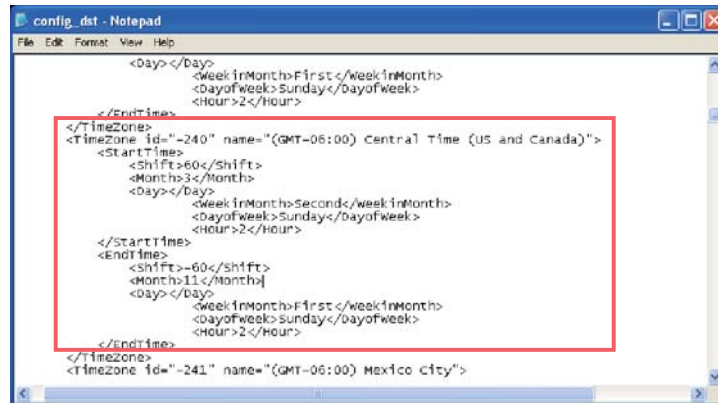 config_dst - Notepad
File Edit Format View Help
<Day></Day>
<WeekinMonth>First</WeekinMonth>
<DayofWeek>Sunday</DayofWeek>
<Hour>2</Hour>
</EndTime>
</TimeZone>
<TimeZone id="-240" name="(GMT-06:00) Central Time (US and Canada)">
<StartTime>
<Shift>60</Shift>
<Month>3</Month>
<Day></Day>
<WeekinMonth>Second</WeekinMonth>
<DayofWeek>Sunday</DayofWeek>
<Hour>2</Hour>
</StartTime>
<EndTime>
<Shift>-60</Shift>
<Month>11</Month>
<Day></Day>
<WeekinMonth>First</WeekinMonth>
<DayofWeek>Sunday</DayofWeek>
<Hour>2</Hour>
</EndTime>
</TimeZone>
<TimeZone id="-241" name="(GMT-06:00) Mexico City">